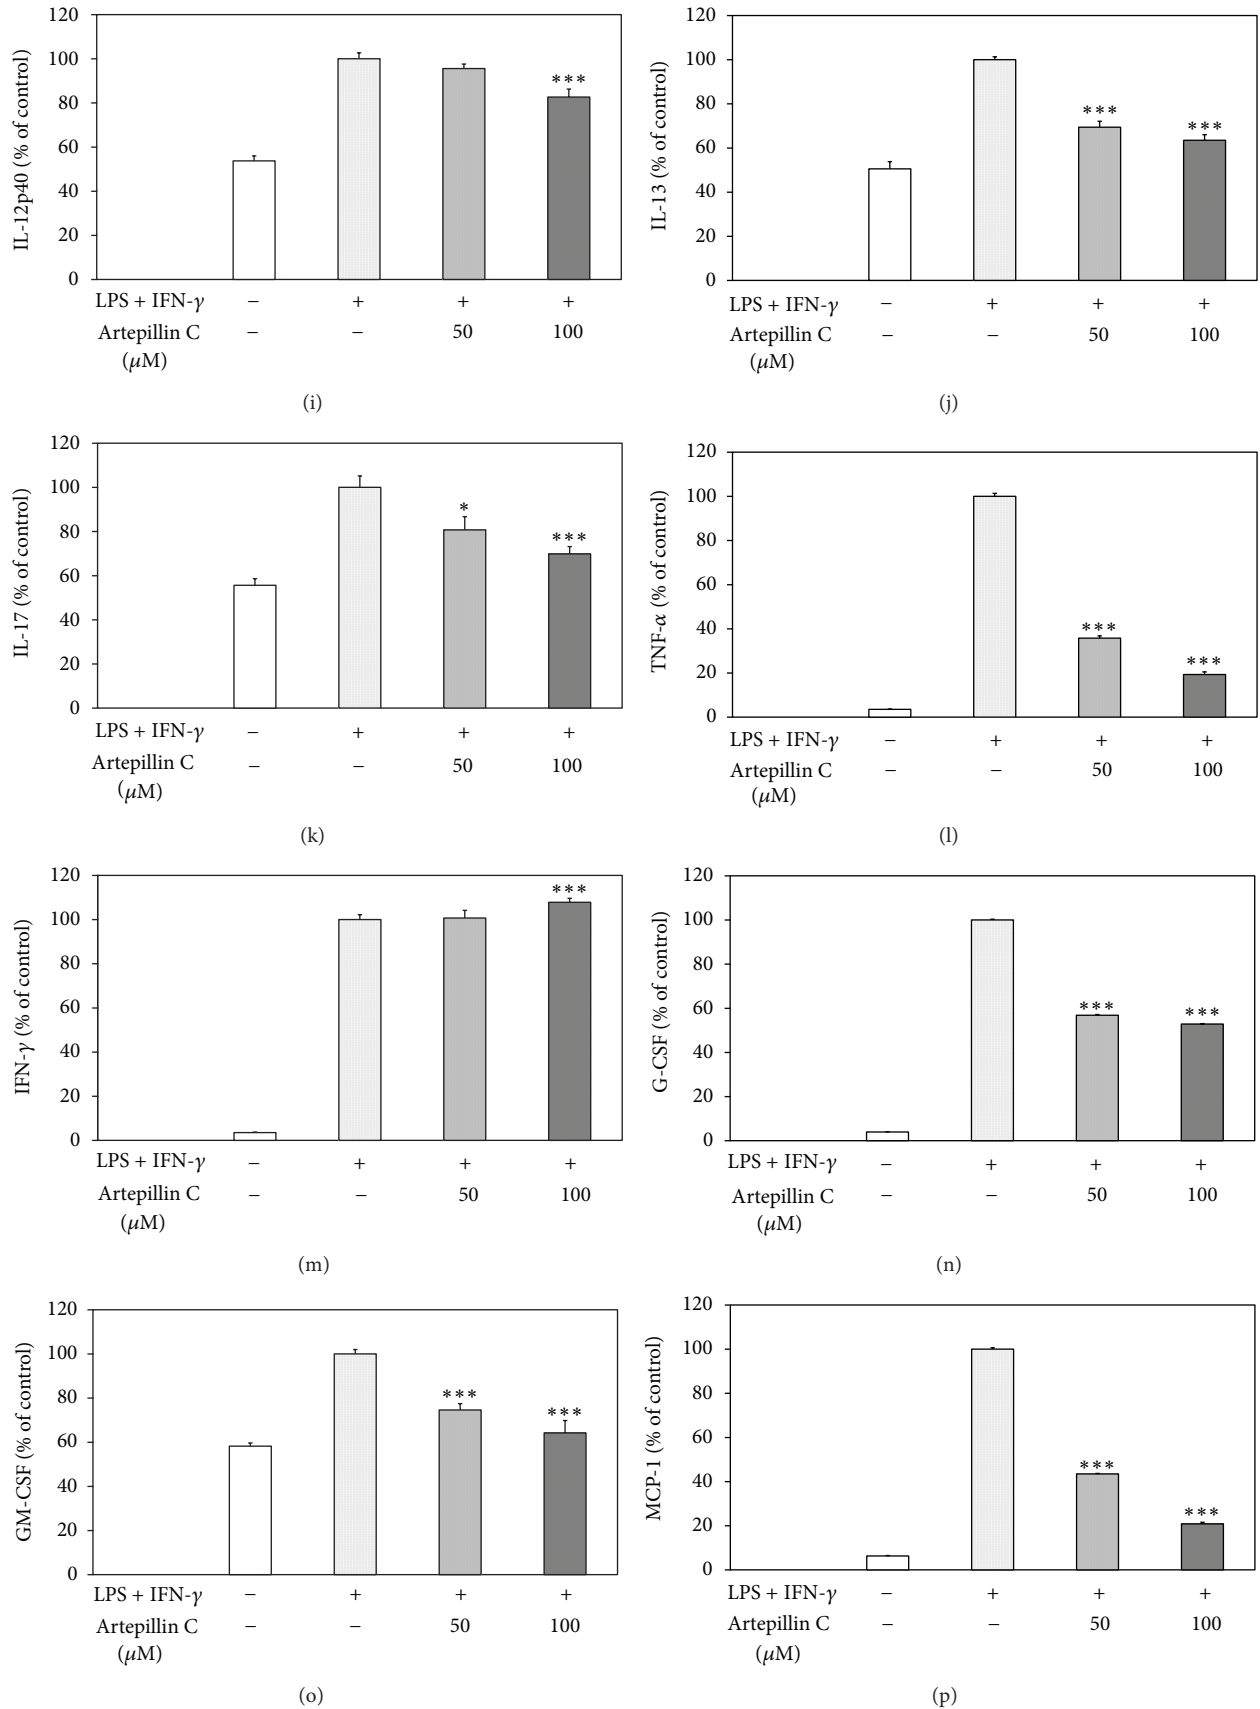 IL-12p40 (% of control)
120
100
80
60
40
20
0
***
LPS + IFN-γ − + + +
Artepillin C − − 50 100
(μM)
(i)
IL-13 (% of control)
120
100
80
60
40
20
0
***
***
LPS + IFN-γ − + + +
Artepillin C − − 50 100
(μM)
(j)
IL-17 (% of control)
120
100
80
60
40
20
0
*
***
LPS + IFN-γ − + + +
Artepillin C − − 50 100
(μM)
(k)
TNF-α (% of control)
120
100
80
60
40
20
0
***
***
LPS + IFN-γ − + + +
Artepillin C − − 50 100
(μM)
(l)
IFN-γ (% of control)
120
100
80
60
40
20
0
***
LPS + IFN-γ − + + +
Artepillin C − − 50 100
(μM)
(m)
G-CSF (% of control)
120
100
80
60
40
20
0
***
***
LPS + IFN-γ − + + +
Artepillin C − − 50 100
(μM)
(n)
GM-CSF (% of control)
120
100
80
60
40
20
0
***
***
LPS + IFN-γ − + + +
Artepillin C − − 50 100
(μM)
(o)
MCP-1 (% of control)
120
100
80
60
40
20
0
***
***
LPS + IFN-γ − + + +
Artepillin C − − 50 100
(μM)
(p)